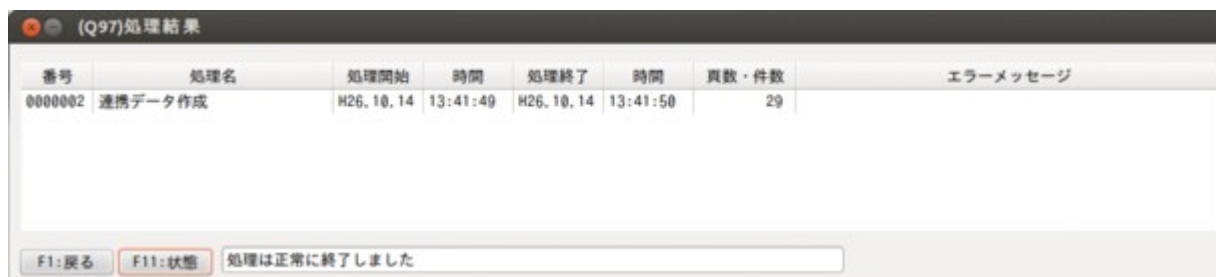 (Q97)処理結果
番号 処理名 処理開始 時間 処理終了 時間 頁数・件数 エラーメッセージ
0000002 連携データ作成 H26.10.14 13:41:49 H26.10.14 13:41:50 29
F1:戻る F11:状態 処理は正常に終了しました